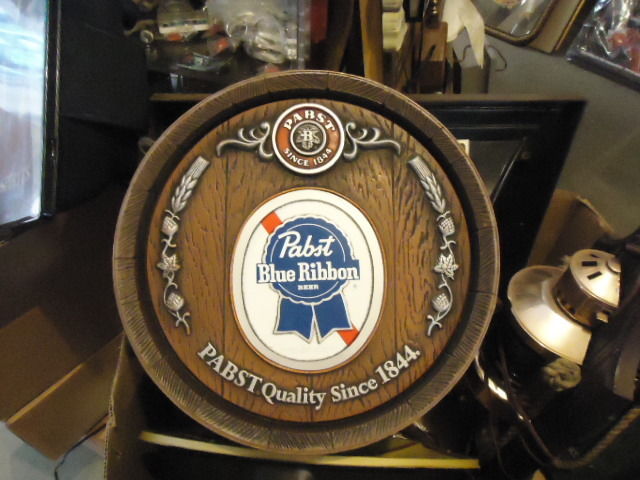 PABST
B
SINCE 1844
Pabst
Blue Ribbon
BEER
PABST Quality Since 1844.